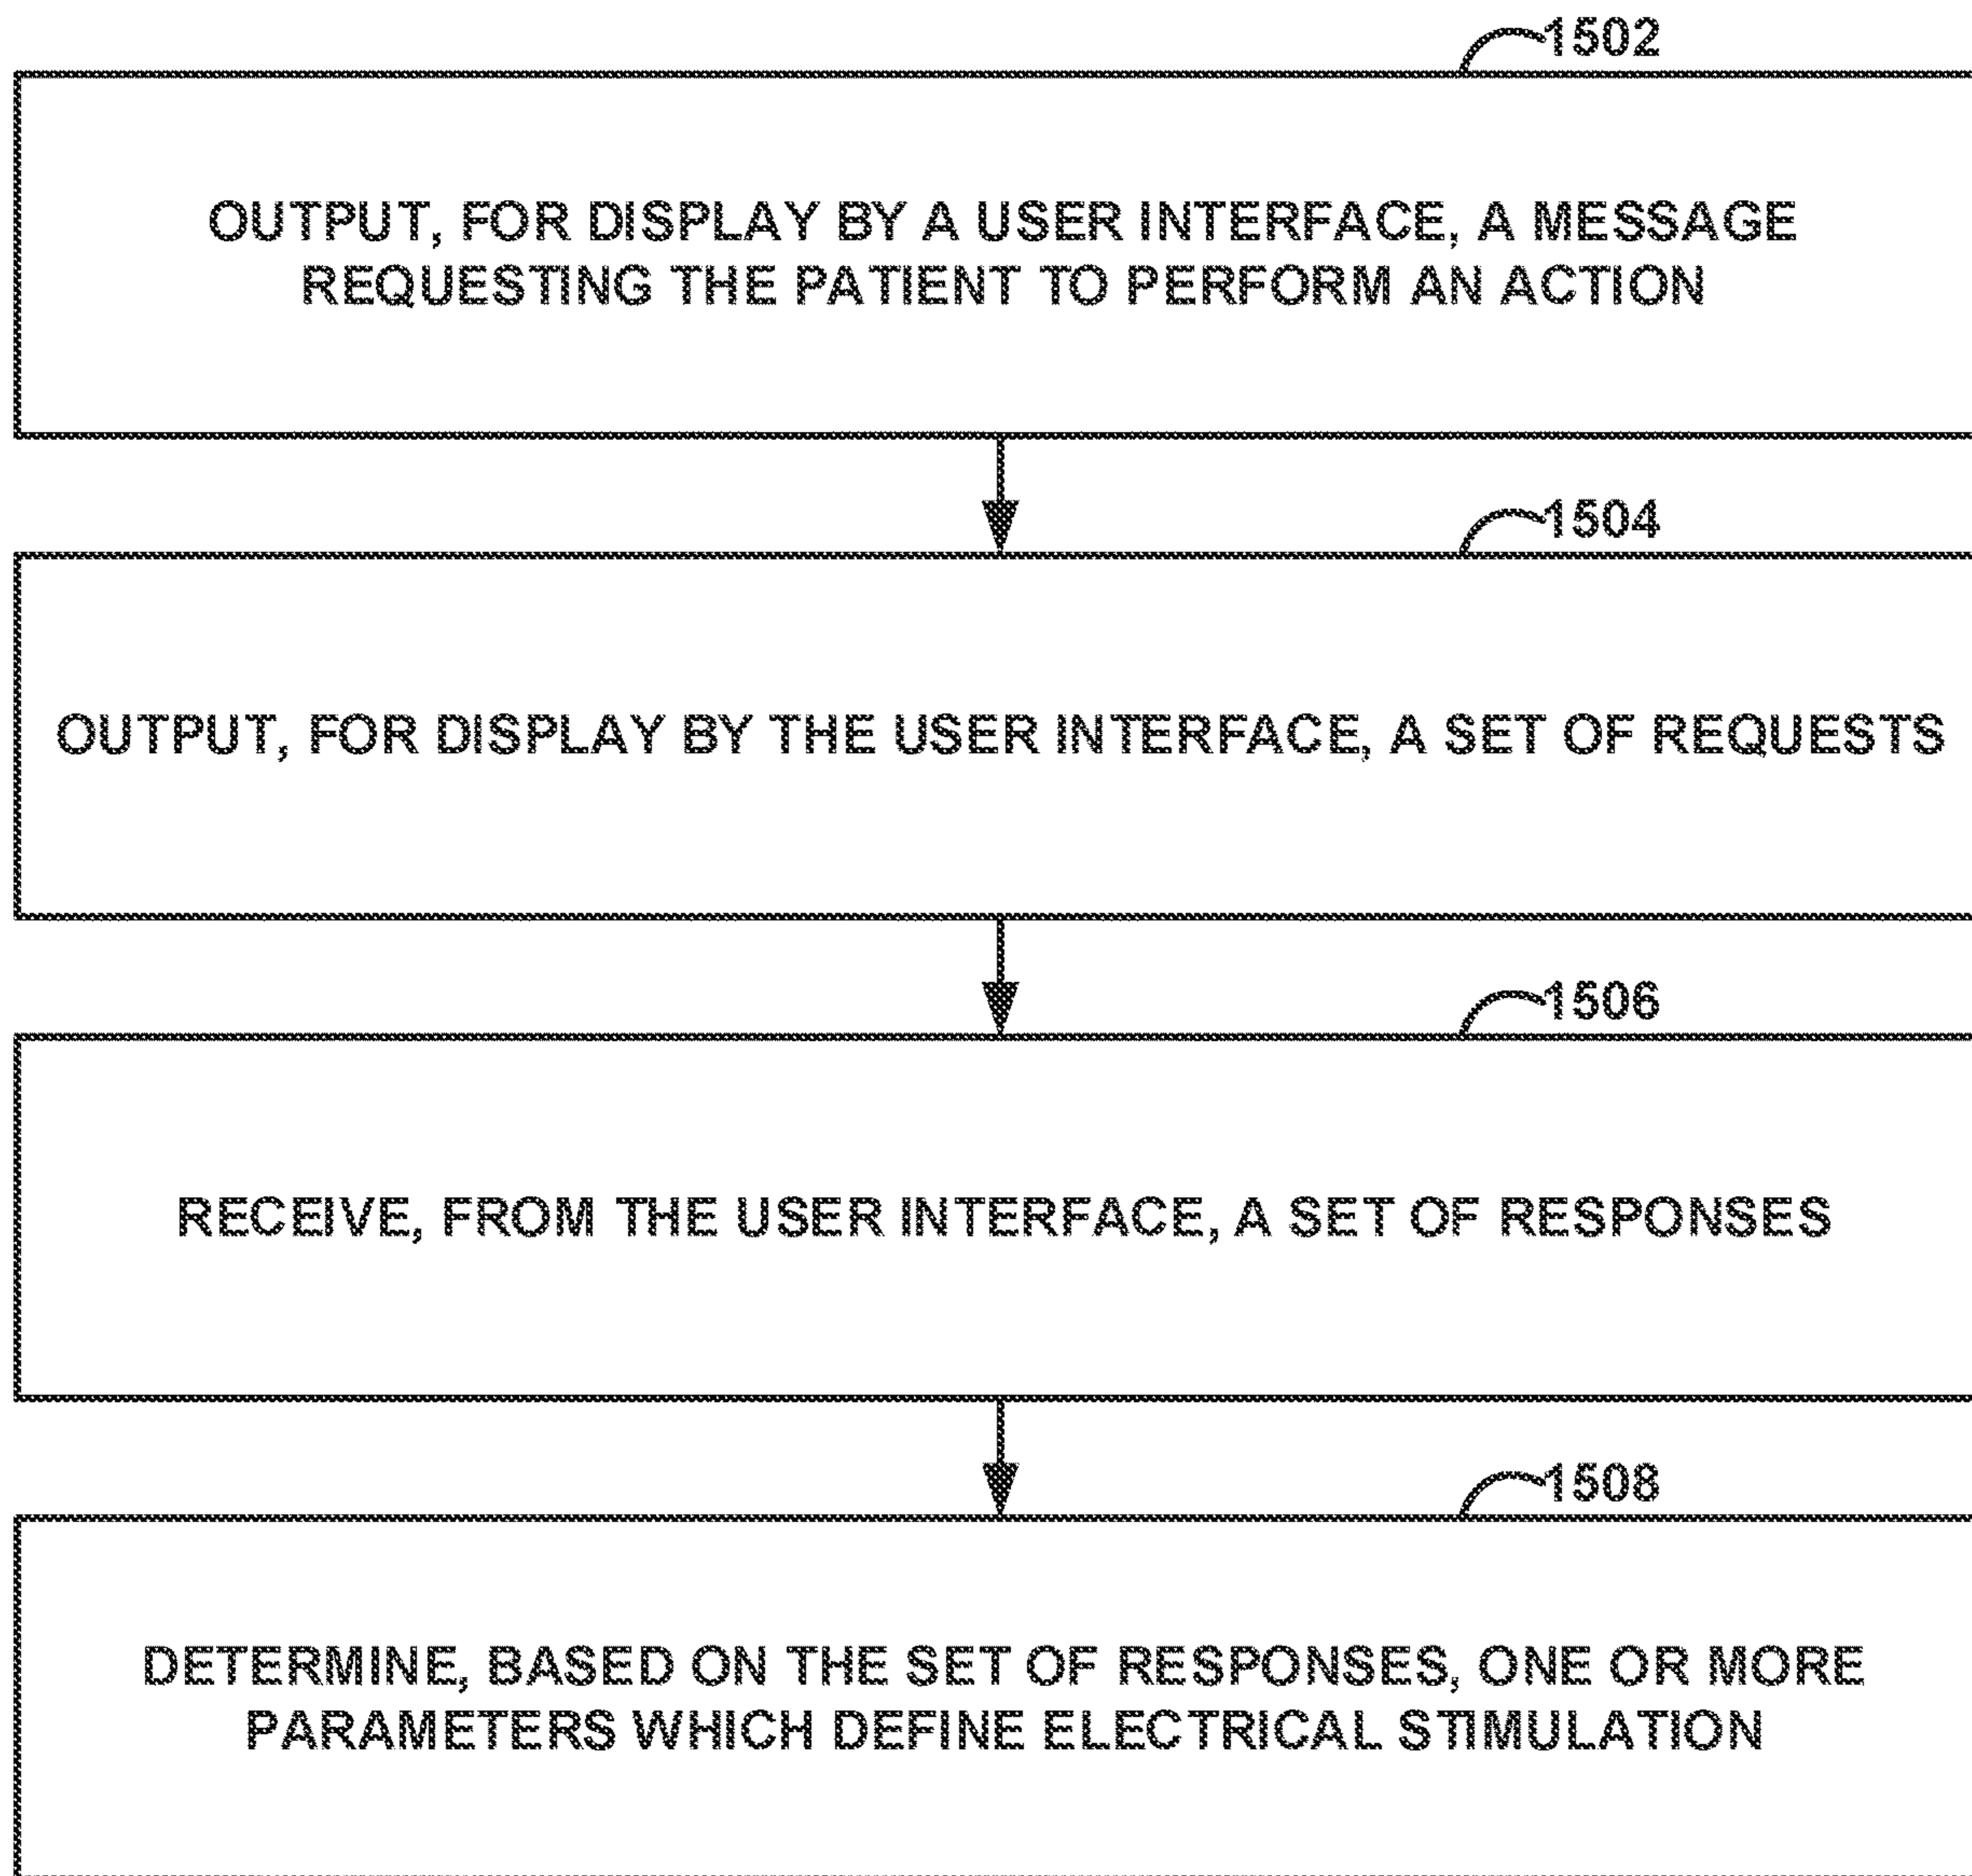 1502
OUTPUT, FOR DISPLAY BY A USER INTERFACE, A MESSAGE
REQUESTING THE PATIENT TO PERFORM AN ACTION
1504
OUTPUT, FOR DISPLAY BY THE USER INTERFACE, A SET OF REQUESTS
1506
RECEIVE, FROM THE USER INTERFACE, A SET OF RESPONSES
1508
DETERMINE, BASED ON THE SET OF RESPONSES, ONE OR MORE
PARAMETERS WHICH DEFINE ELECTRICAL STIMULATION